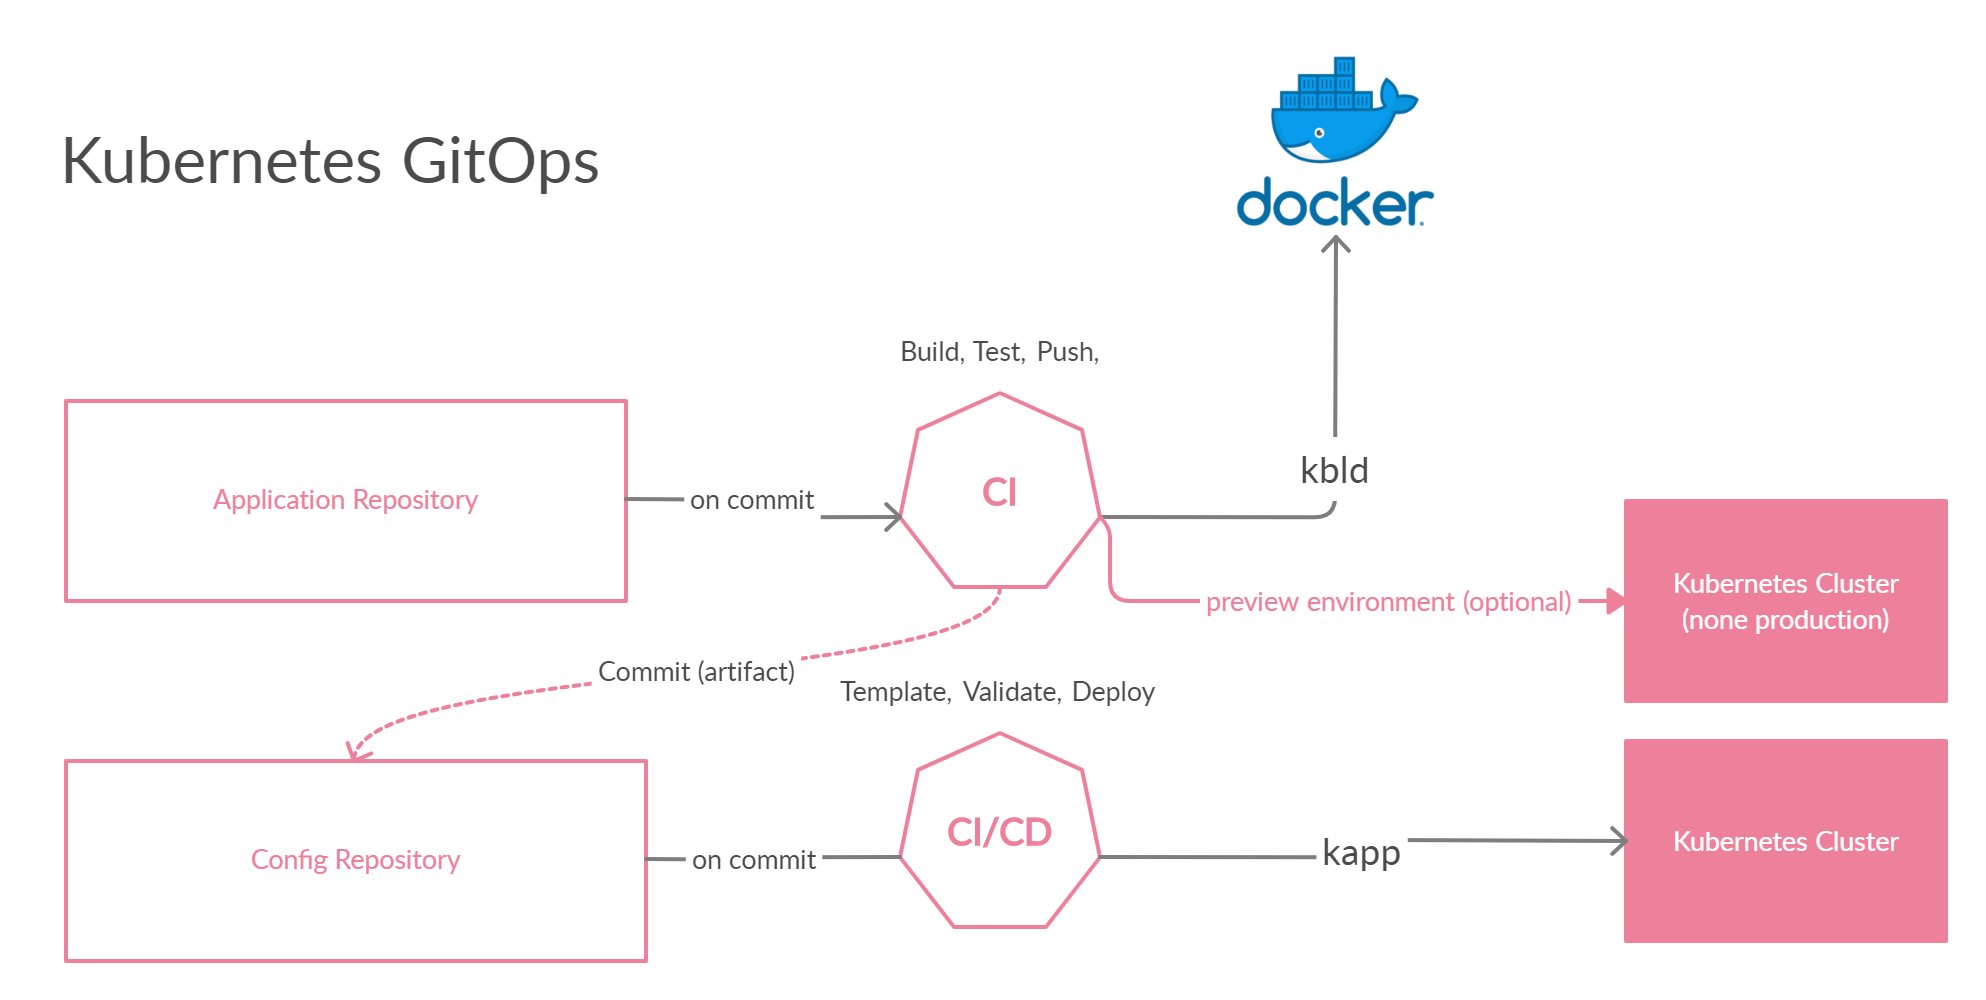 Kubernetes GitOps
docker
Build, Test, Push,
Application Repository
on commit
CI
kbld
preview environment (optional)
Kubernetes Cluster
(none production)
Commit (artifact)
Template, Validate, Deploy
Config Repository
on commit
CI/CD
kapp
Kubernetes Cluster